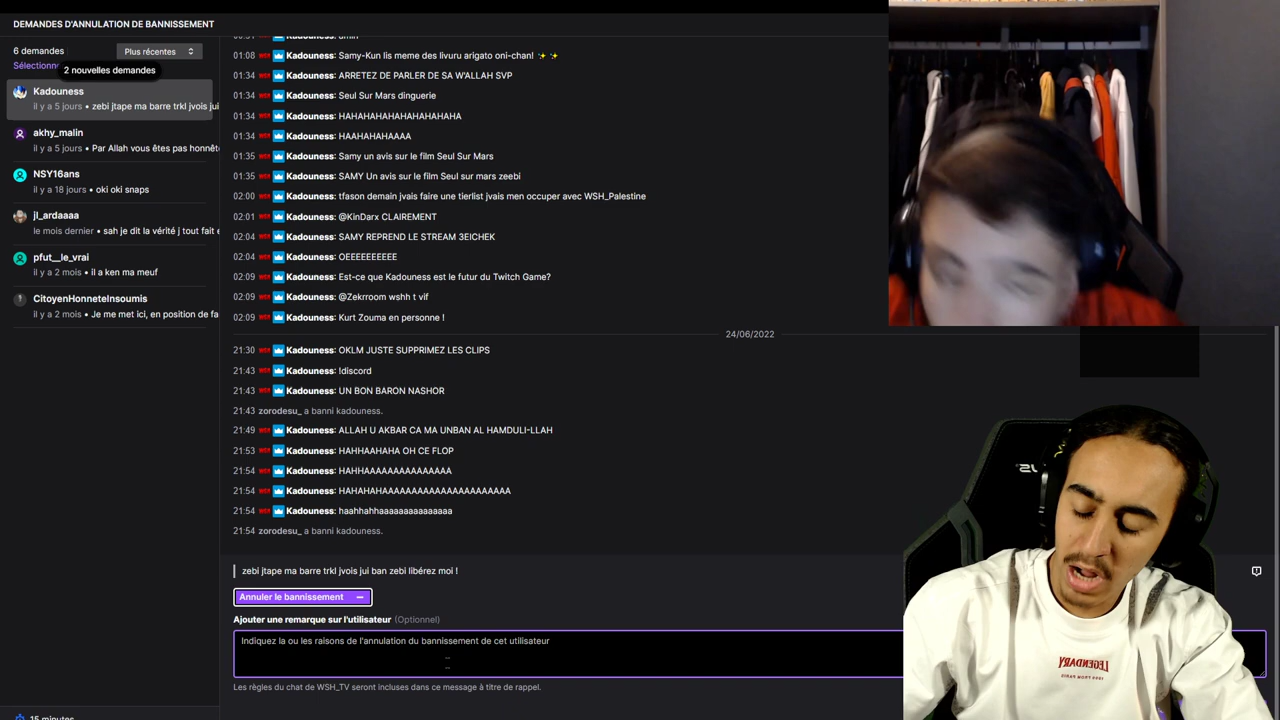 DEMANDES D'ANNULATION DE BANNISSEMENT
6 demandes
Plus récentes
2 nouvelles demandes
Kadouness
il y a 5 jours • zebi jtape ma barre trkl jvois jui
akhy_malin
il y a 5 jours • Par Allah vous êtes pas honnêt
NSY16ans
il y a 18 jours • oki oki snaps
jl_ardaaaa
le mois dernier • sah je dit la vérité j tout fait
pfut__le_vrai
il y a 2 mois • il a ken ma meuf
CitoyenHonneteInsoumis
il y a 2 mois • Je me met ici, en position de fa
15 minutes
01:08 Kadouness: Samy-Kun lis meme des livuru arigato oni-chan! ✨ ✨
01:34 Kadouness: ARRETEZ DE PARLER DE SA W'ALLAH SVP
01:34 Kadouness: Seul Sur Mars dinguerie
01:34 Kadouness: HAHAHAHAHAHAHAHAHAHA
01:34 Kadouness: HAAHAHAHAAAA
01:35 Kadouness: Samy un avis sur le film Seul Sur Mars
01:35 Kadouness: SAMY Un avis sur le film Seul sur mars zeebi
02:00 Kadouness: tfason demain jvais faire une tierlist jvais men occuper avec WSH_Palestine
02:01 Kadouness: @KinDarx CLAIREMENT
02:04 Kadouness: SAMY REPREND LE STREAM 3EICHEK
02:04 Kadouness: OEEEEEEEEEE
02:09 Kadouness: Est-ce que Kadouness est le futur du Twitch Game?
02:09 Kadouness: @Zekrroom wshh t vif
02:09 Kadouness: Kurt Zouma en personne !
24/06/2022
21:30 Kadouness: OKLM JUSTE SUPPRIMEZ LES CLIPS
21:43 Kadouness: !discord
21:43 Kadouness: UN BON BARON NASHOR
21:43 zorodesu_ a banni kadouness.
21:49 Kadouness: ALLAH U AKBAR CA MA UNBAN AL HAMDULI-LLAH
21:53 Kadouness: HAHHAAHAHA OH CE FLOP
21:54 Kadouness: HAHHAAAAAAAAAAAAAAA
21:54 Kadouness: HAHAHAHAAAAAAAAAAAAAAAAAAAAAA
21:54 Kadouness: haahhahhaaaaaaaaaaaaaaa
21:54 zorodesu_ a banni kadouness.
zebi jtape ma barre trkl jvois jui ban zebi libérez moi !
Annuler le bannissement
Ajouter une remarque sur l'utilisateur (Optionnel)
Indiquez la ou les raisons de l'annulation du bannissement de cet utilisateur
Les règles du chat de WSH_TV seront incluses dans ce message à titre de rappel.
LEGENDARY